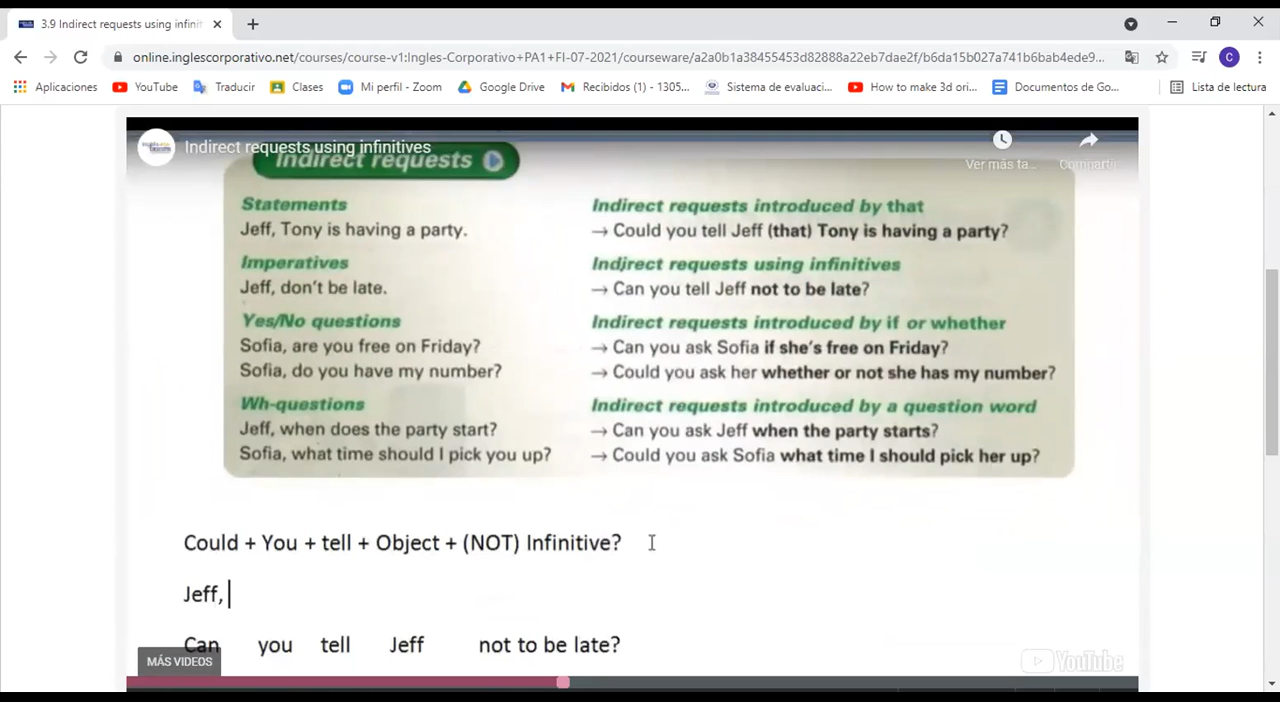 3.9 Indirect requests using infinit
online.inglescorporativo.net/courses/course-v1:Ingles-Corporativo+PA1+FI-07-2021/courseware/a2a0b1a38455453d82888a22eb7dae2f/b6da15b027a741b6bab4ede9...
C
Aplicaciones
YouTube
Traducir
Clases
Mi perfil - Zoom
Google Drive
Recibidos (1) - 1305...
Sistema de evaluaci...
How to make 3d ori...
Documentos de Go...
Lista de lectura
Indirect requests using infinitives
Ver más ta...
Compartir
Indirect requests
Statements
Jeff, Tony is having a party.
Indirect requests introduced by that
→ Could you tell Jeff (that) Tony is having a party?
Imperatives
Jeff, don't be late.
Indirect requests using infinitives
→ Can you tell Jeff not to be late?
Yes/No questions
Sofia, are you free on Friday?
Sofia, do you have my number?
Indirect requests introduced by if or whether
→ Can you ask Sofia if she's free on Friday?
→ Could you ask her whether or not she has my number?
Wh-questions
Jeff, when does the party start?
Sofia, what time should I pick you up?
Indirect requests introduced by a question word
→ Can you ask Jeff when the party starts?
→ Could you ask Sofia what time I should pick her up?
Could + You + tell + Object + (NOT) Infinitive?
Jeff,
Can you tell Jeff not to be late?
MÁS VIDEOS
YouTube